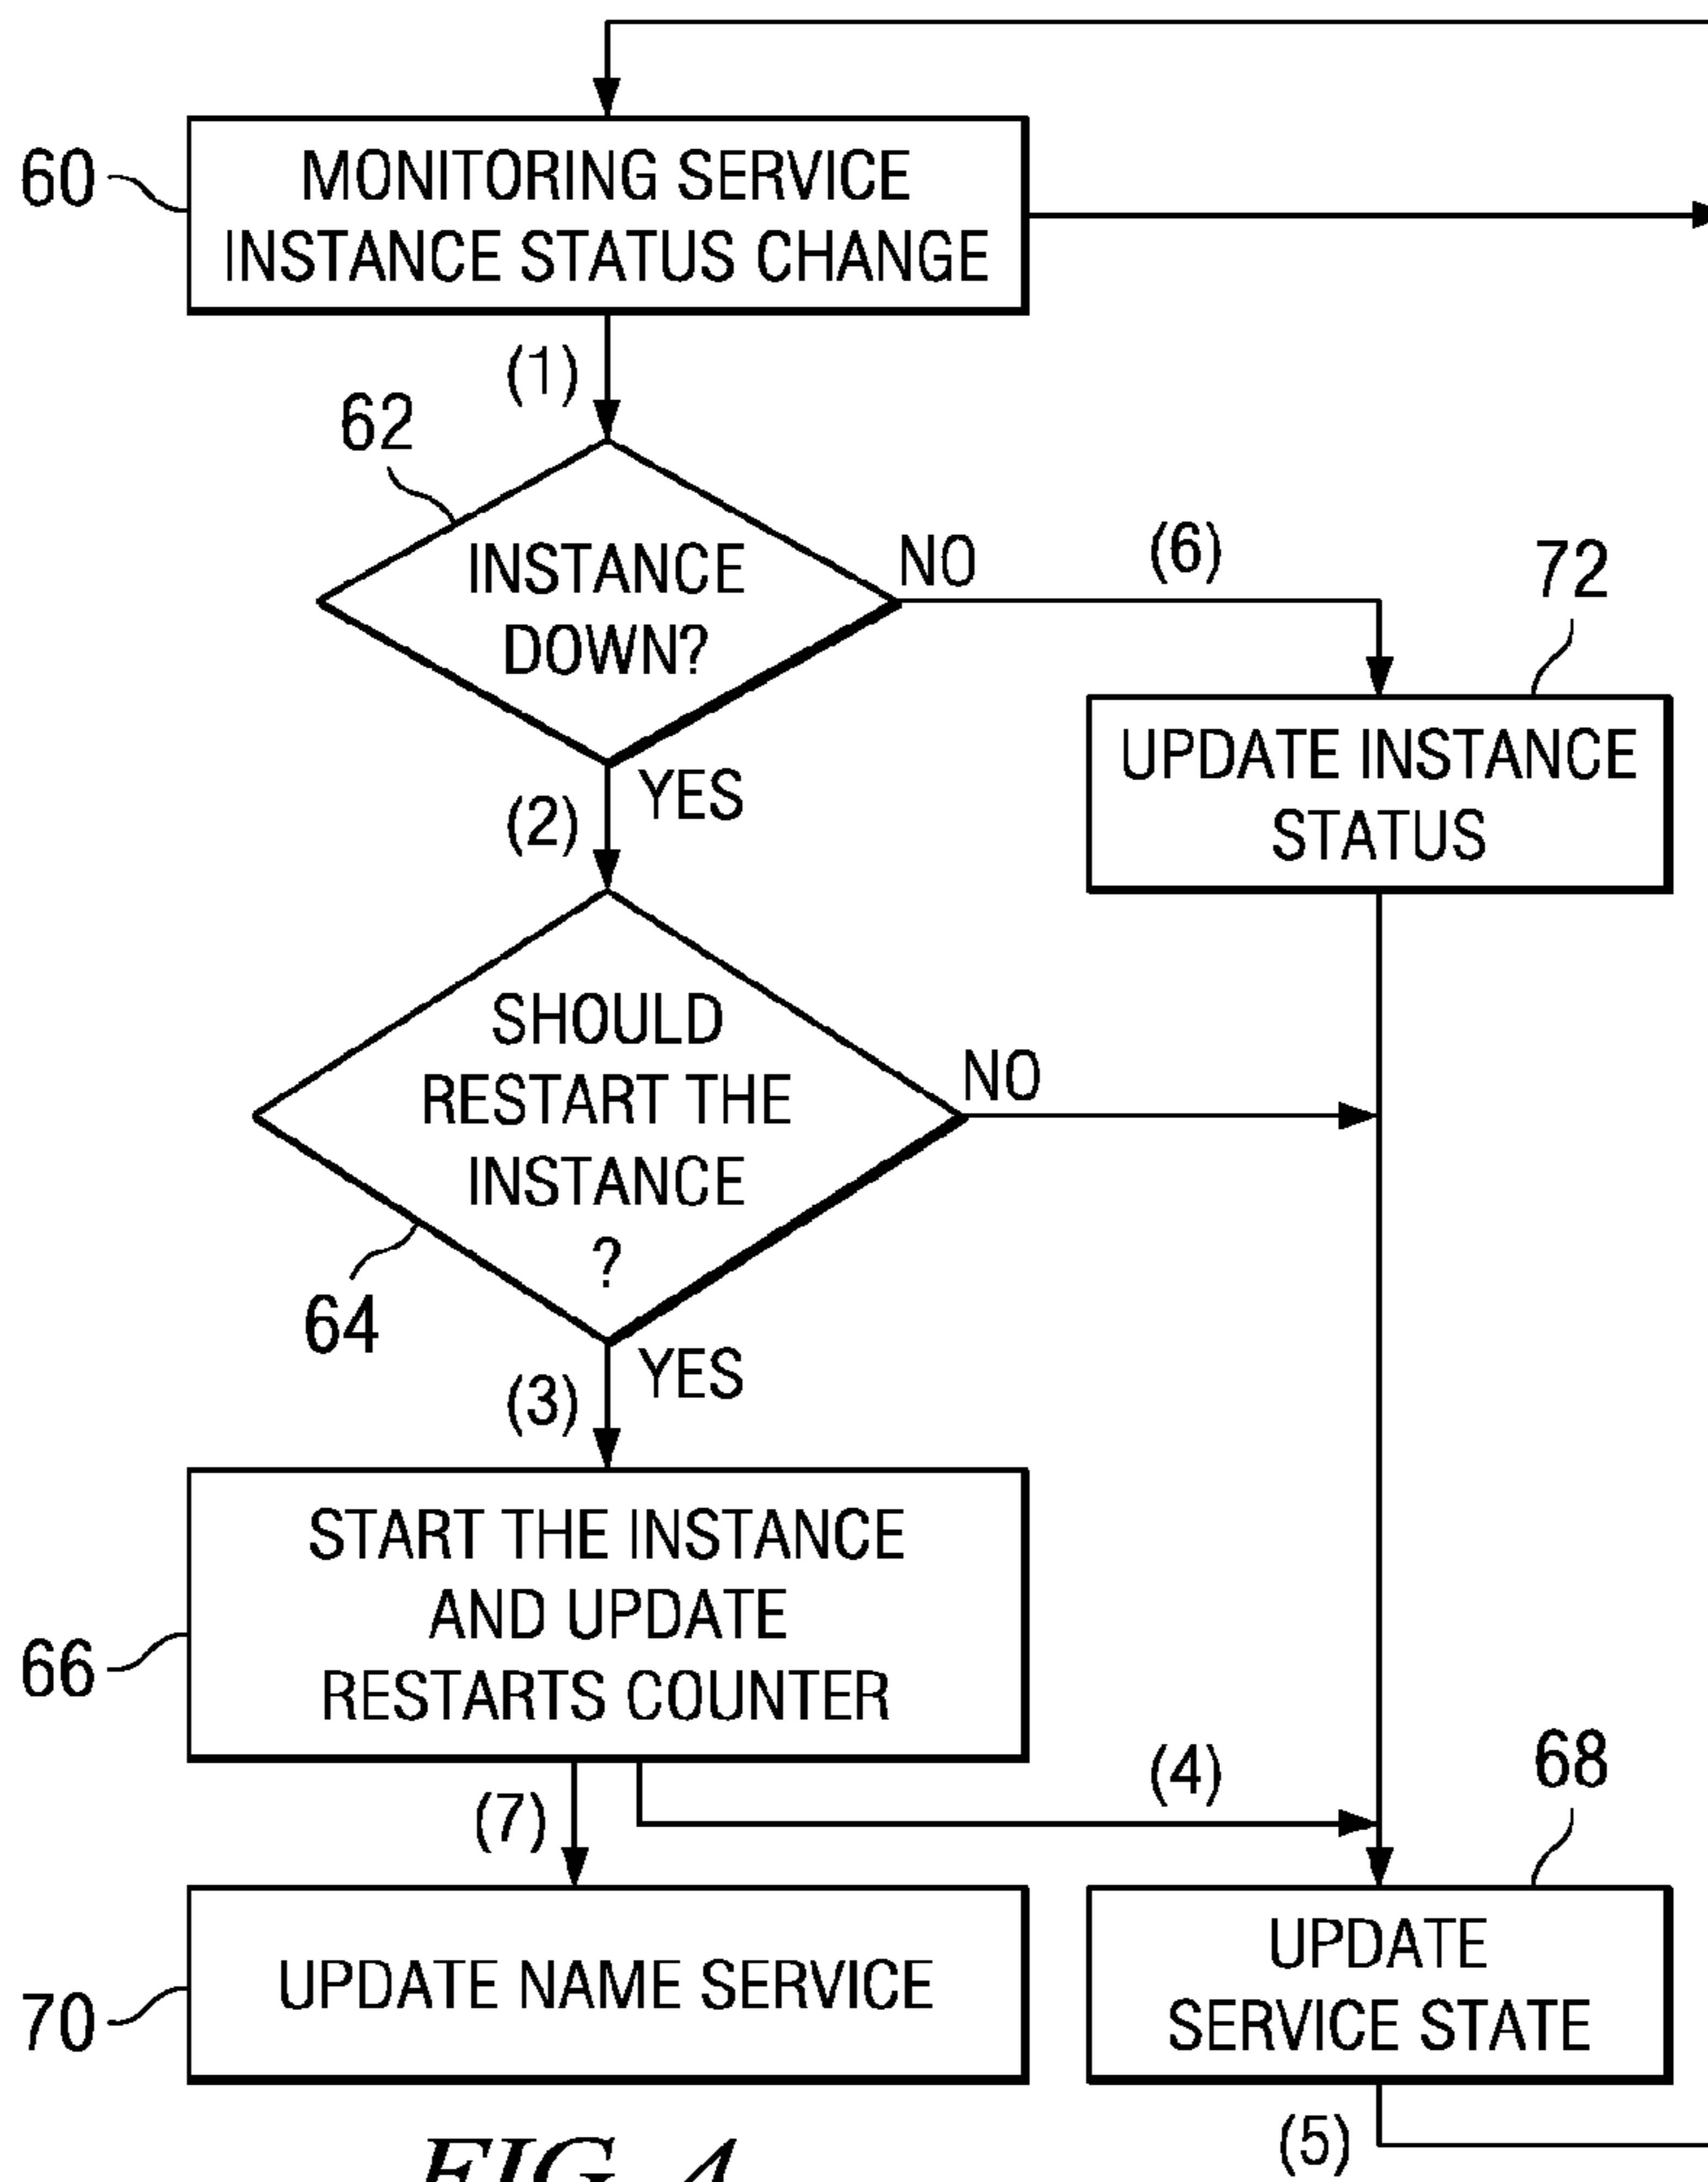 60
MONITORING SERVICE
INSTANCE STATUS CHANGE
(1)
62
INSTANCE
DOWN?
NO
(6)
72
YES
(2)
UPDATE INSTANCE
STATUS
SHOULD
RESTART THE
INSTANCE
?
NO
64
YES
(3)
START THE INSTANCE
AND UPDATE
RESTARTS COUNTER
66
(7)
(4)
68
UPDATE NAME SERVICE
70
UPDATE
SERVICE STATE
(5)
FIG. 4